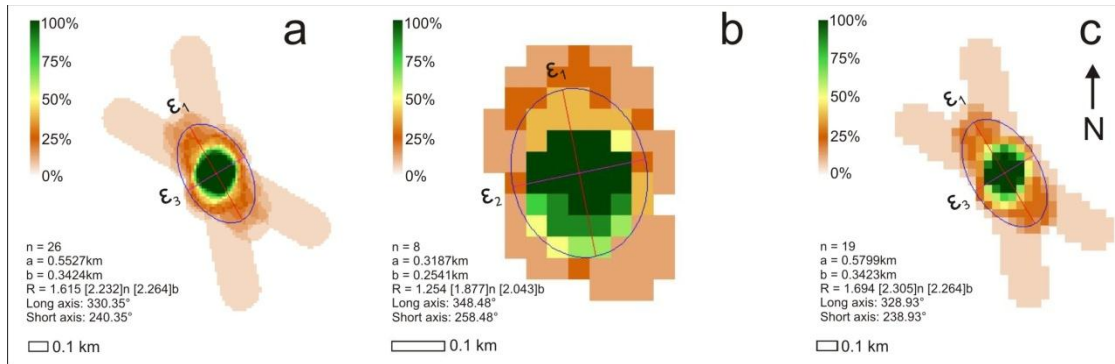 a
100%
75%
50%
25%
0%
ε1
ε3
n = 26
a = 0.5527km
b = 0.3424km
R = 1.615 [2.232]n [2.264]b
Long axis: 330.35°
Short axis: 240.35°
0.1 km
b
100%
75%
50%
25%
0%
ε1
ε2
n = 8
a = 0.3187km
b = 0.2541km
R = 1.254 [1.877]n [2.043]b
Long axis: 348.48°
Short axis: 258.48°
0.1 km
c
100%
75%
50%
25%
0%
N
ε1
ε3
n = 19
a = 0.5799km
b = 0.3423km
R = 1.694 [2.305]n [2.264]b
Long axis: 328.93°
Short axis: 238.93°
0.1 km